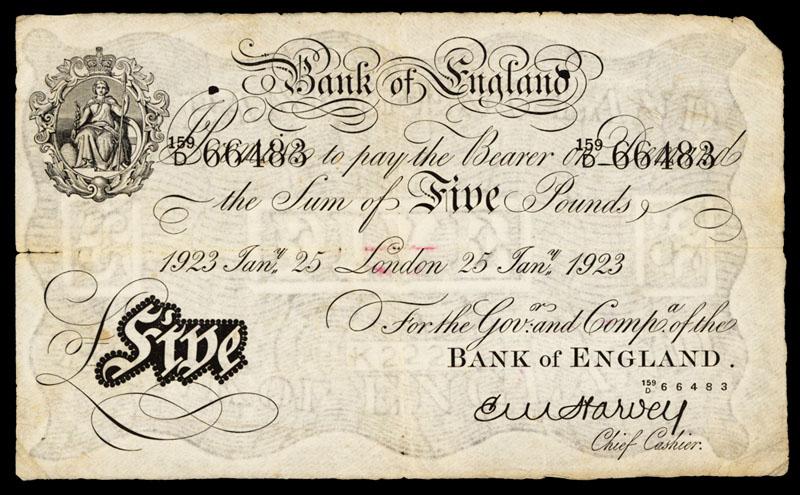 Bank of England
I Promise to pay the Bearer on Demand
159/D 66483 159/D 66483
the Sum of Five Pounds
1923 Jany. 25 London 25 Jany. 1923
Five
For the Govr. and Compa. of the
BANK of ENGLAND.
159/D 66483
E M Harvey
Chief Cashier.